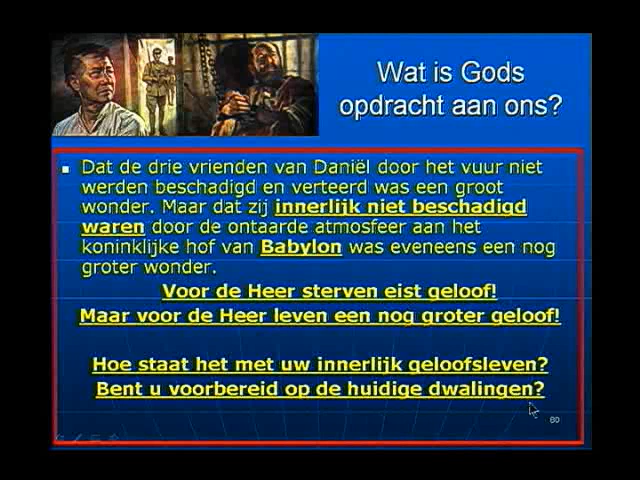 Wat is Gods
opdracht aan ons?
Dat de drie vrienden van Daniël door het vuur niet
werden beschadigd en verteerd was een groot
wonder. Maar dat zij innerlijk niet beschadigd
waren door de ontaarde atmosfeer aan het
koninklijke hof van Babylon was eveneens een nog
groter wonder.
Voor de Heer sterven eist geloof!
Maar voor de Heer leven een nog groter geloof!
Hoe staat het met uw innerlijk geloofsleven?
Bent u voorbereid op de huidige dwalingen?
80